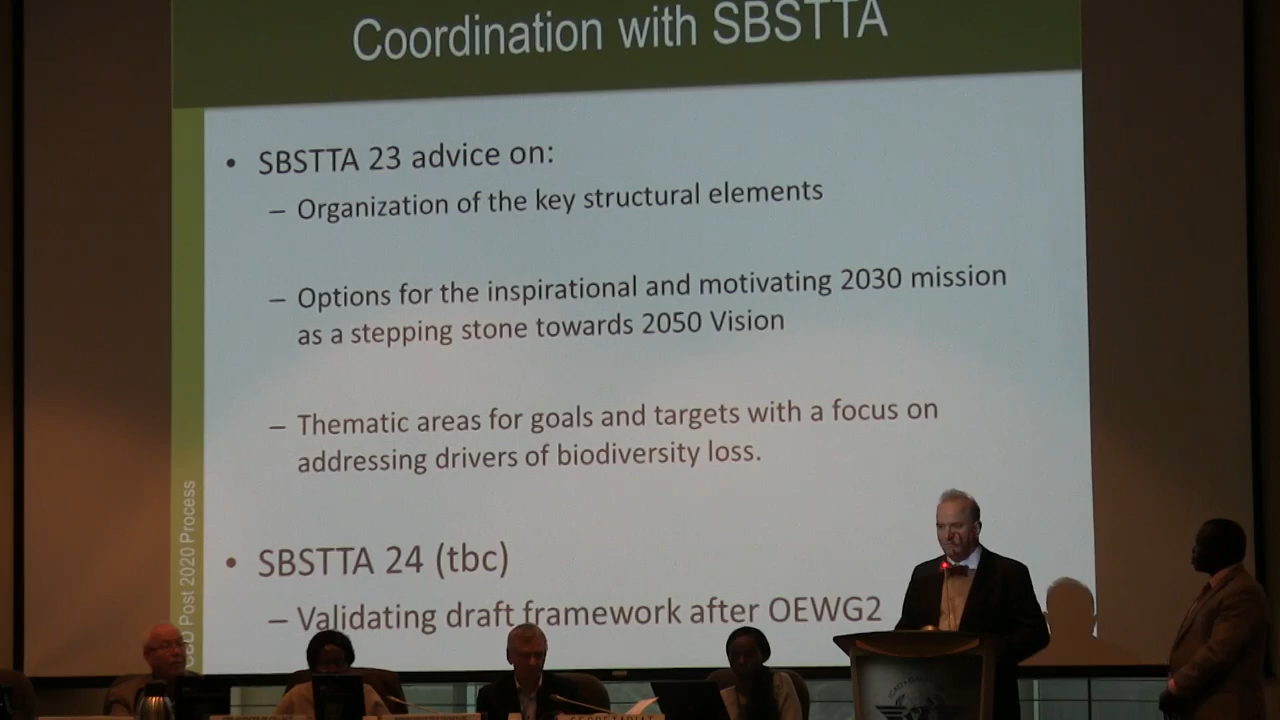 Coordination with SBSTTA
• SBSTTA 23 advice on:
– Organization of the key structural elements
– Options for the inspirational and motivating 2030 mission
as a stepping stone towards 2050 Vision
– Thematic areas for goals and targets with a focus on
addressing drivers of biodiversity loss.
• SBSTTA 24 (tbc)
– Validating draft framework after OEWG2
CBD Post 2020 Process
SECRETARIAT